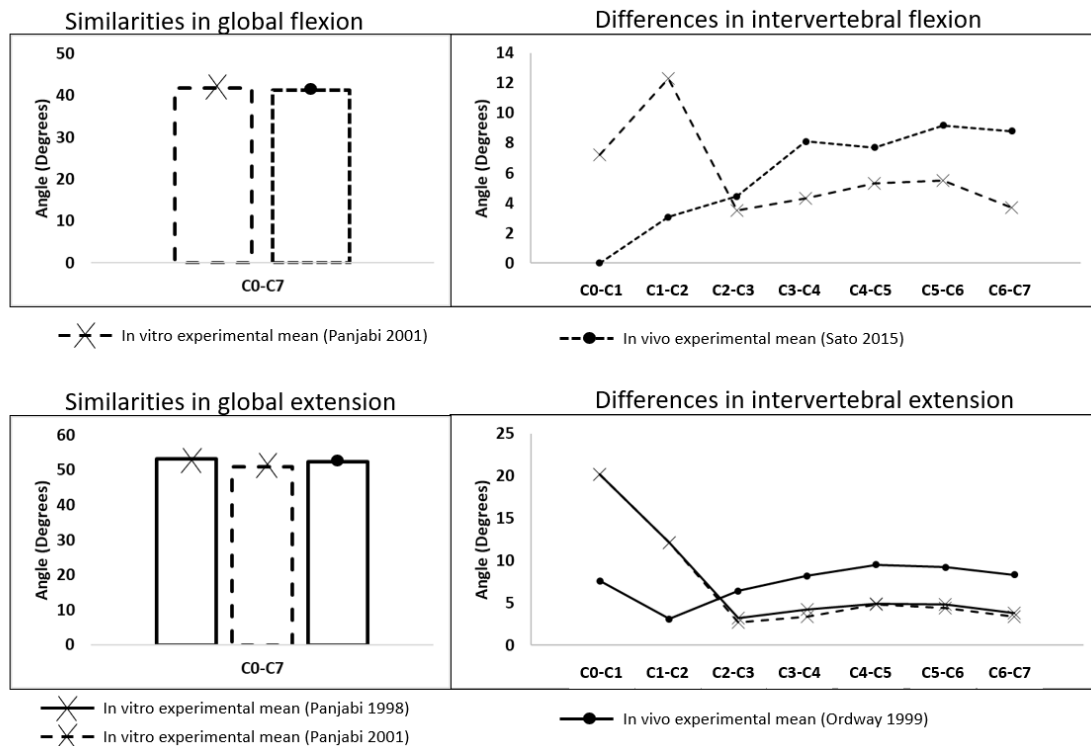 Similarities in global flexion
Angle (Degrees)
50
40
30
20
10
0
C0-C7
Differences in intervertebral flexion
Angle (Degrees)
14
12
10
8
6
4
2
0
C0-C1 C1-C2 C2-C3 C3-C4 C4-C5 C5-C6 C6-C7
In vitro experimental mean (Panjabi 2001)
In vivo experimental mean (Sato 2015)
Similarities in global extension
Angle (Degrees)
60
50
40
30
20
10
0
C0-C7
Differences in intervertebral extension
Angle (Degrees)
25
20
15
10
5
0
C0-C1 C1-C2 C2-C3 C3-C4 C4-C5 C5-C6 C6-C7
In vitro experimental mean (Panjabi 1998)
In vitro experimental mean (Panjabi 2001)
In vivo experimental mean (Ordway 1999)